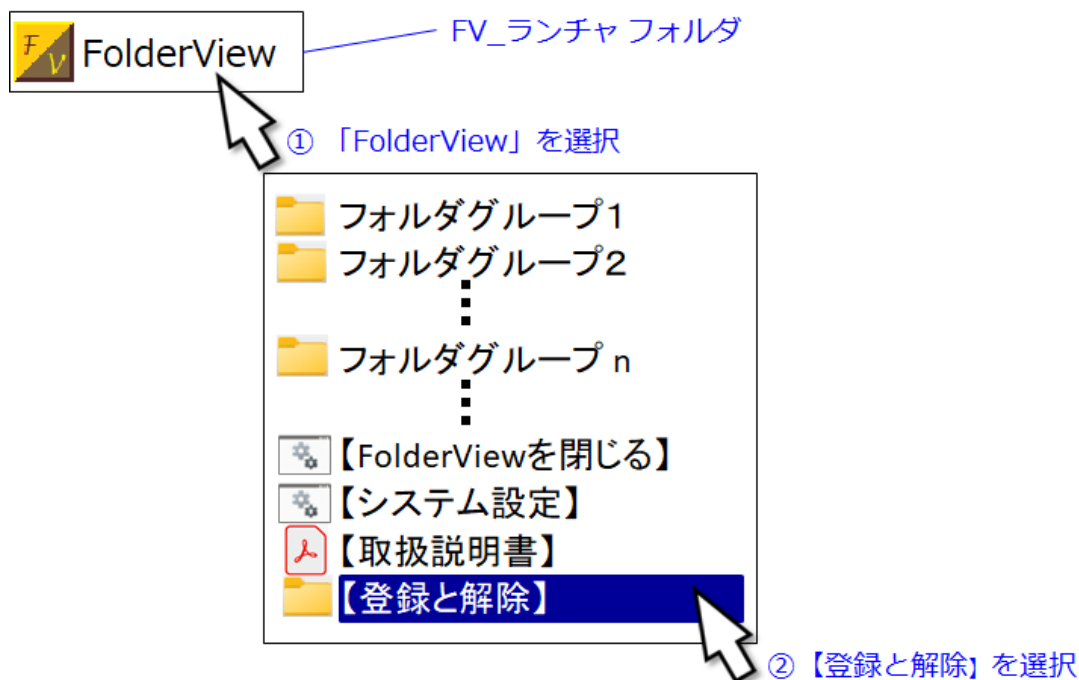 FV FolderView
FV_ランチャ フォルダ
① 「FolderView」を選択
フォルダグループ1
フォルダグループ2
フォルダグループ n
【FolderViewを閉じる】
【システム設定】
【取扱説明書】
【登録と解除】
②【登録と解除】を選択